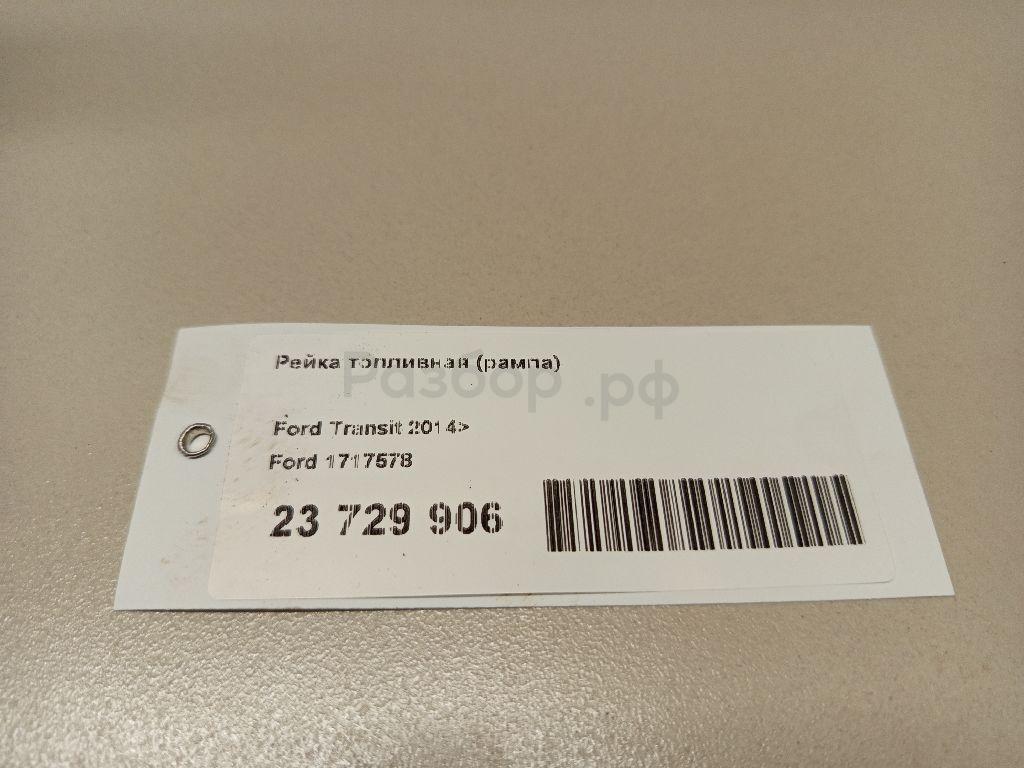 Рейка топливная (рампа)
Разбор.рф
Ford Transit 2014>
Ford 1717578
23 729 906